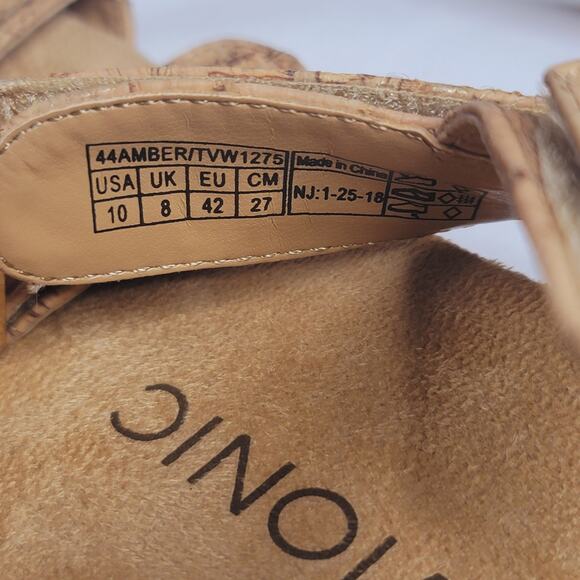 44AMBER/TVW1275
Made in China
USA UK EU CM
10 8 42 27
NJ:1-25-18
IONIC